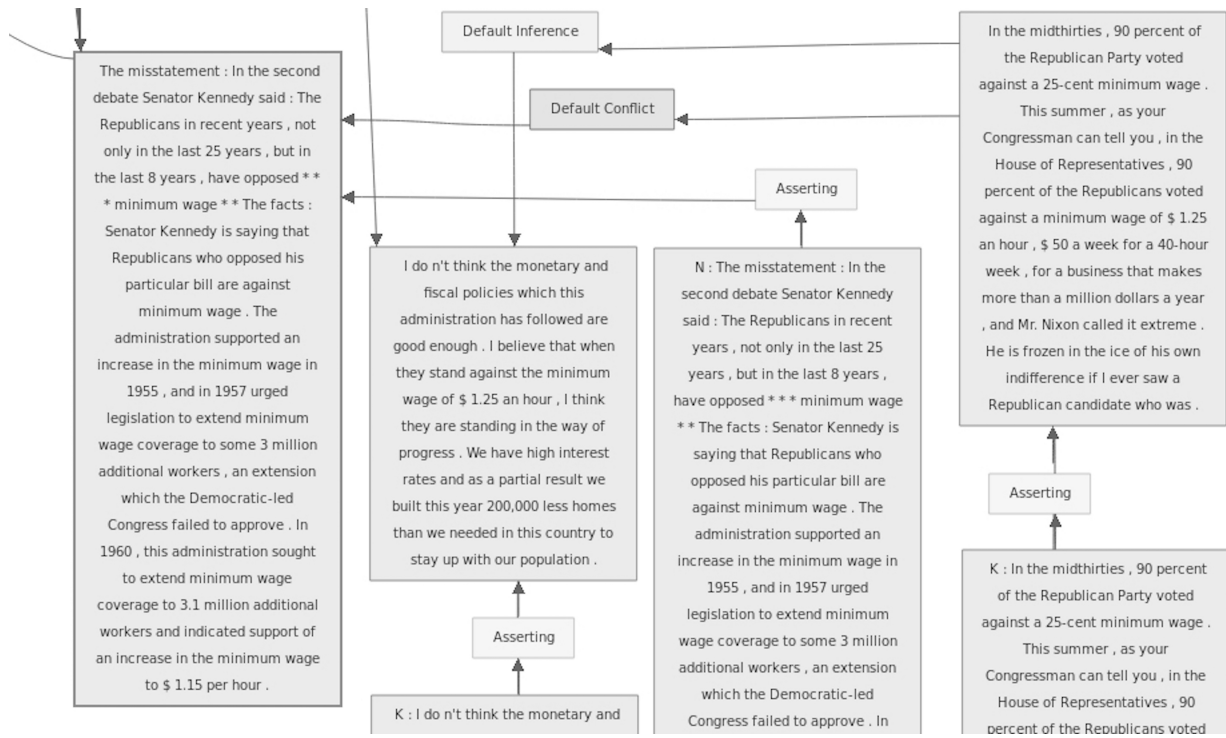 Default Inference
Default Conflict
Asserting
The misstatement : In the second
debate Senator Kennedy said : The
Republicans in recent years , not
only in the last 25 years , but in
the last 8 years , have opposed * *
* minimum wage * * The facts :
Senator Kennedy is saying that
Republicans who opposed his
particular bill are against
minimum wage . The
administration supported an
increase in the minimum wage in
1955 , and in 1957 urged
legislation to extend minimum
wage coverage to some 3 million
additional workers , an extension
which the Democratic-led
Congress failed to approve . In
1960 , this administration sought
to extend minimum wage
coverage to 3.1 million additional
workers and indicated support of
an increase in the minimum wage
to $ 1.15 per hour .
I do n't think the monetary and
fiscal policies which this
administration has followed are
good enough . I believe that when
they stand against the minimum
wage of $ 1.25 an hour , I think
they are standing in the way of
progress . We have high interest
rates and as a partial result we
built this year 200,000 less homes
than we needed in this country to
stay up with our population .
Asserting
K : I do n't think the monetary and
N : The misstatement : In the
second debate Senator Kennedy
said : The Republicans in recent
years , not only in the last 25
years , but in the last 8 years ,
have opposed * * * minimum wage
* * The facts : Senator Kennedy is
saying that Republicans who
opposed his particular bill are
against minimum wage . The
administration supported an
increase in the minimum wage in
1955 , and in 1957 urged
legislation to extend minimum
wage coverage to some 3 million
additional workers , an extension
which the Democratic-led
Congress failed to approve . In
In the midthirties , 90 percent of
the Republican Party voted
against a 25-cent minimum wage .
This summer , as your
Congressman can tell you , in the
House of Representatives , 90
percent of the Republicans voted
against a minimum wage of $ 1.25
an hour , $ 50 a week for a 40-hour
week , for a business that makes
more than a million dollars a year
, and Mr. Nixon called it extreme .
He is frozen in the ice of his own
indifference if I ever saw a
Republican candidate who was .
Asserting
K : In the midthirties , 90 percent
of the Republican Party voted
against a 25-cent minimum wage .
This summer , as your
Congressman can tell you , in the
House of Representatives , 90
percent of the Republicans voted